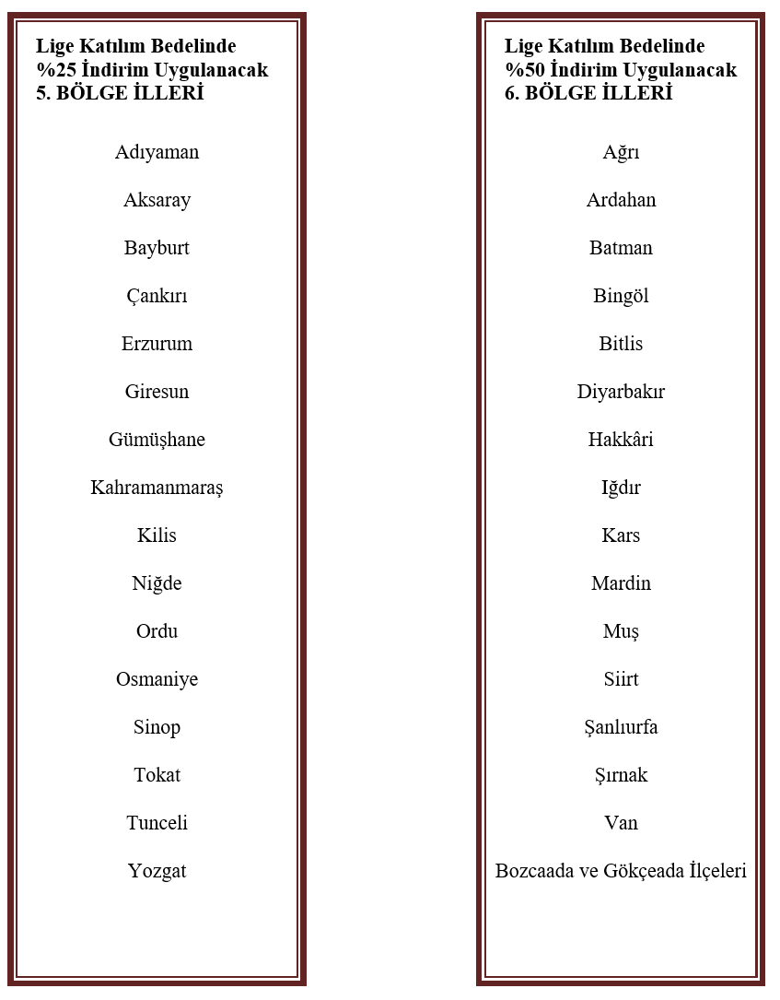 Lige Katılım Bedelinde
%25 İndirim Uygulanacak
5. BÖLGE İLLERİ
Adıyaman
Aksaray
Bayburt
Çankırı
Erzurum
Giresun
Gümüşhane
Kahramanmaraş
Kilis
Niğde
Ordu
Osmaniye
Sinop
Tokat
Tunceli
Yozgat
Lige Katılım Bedelinde
%50 İndirim Uygulanacak
6. BÖLGE İLLERİ
Ağrı
Ardahan
Batman
Bingöl
Bitlis
Diyarbakır
Hakkâri
Iğdır
Kars
Mardin
Muş
Siirt
Şanlıurfa
Şırnak
Van
Bozcaada ve Gökçeada İlçeleri